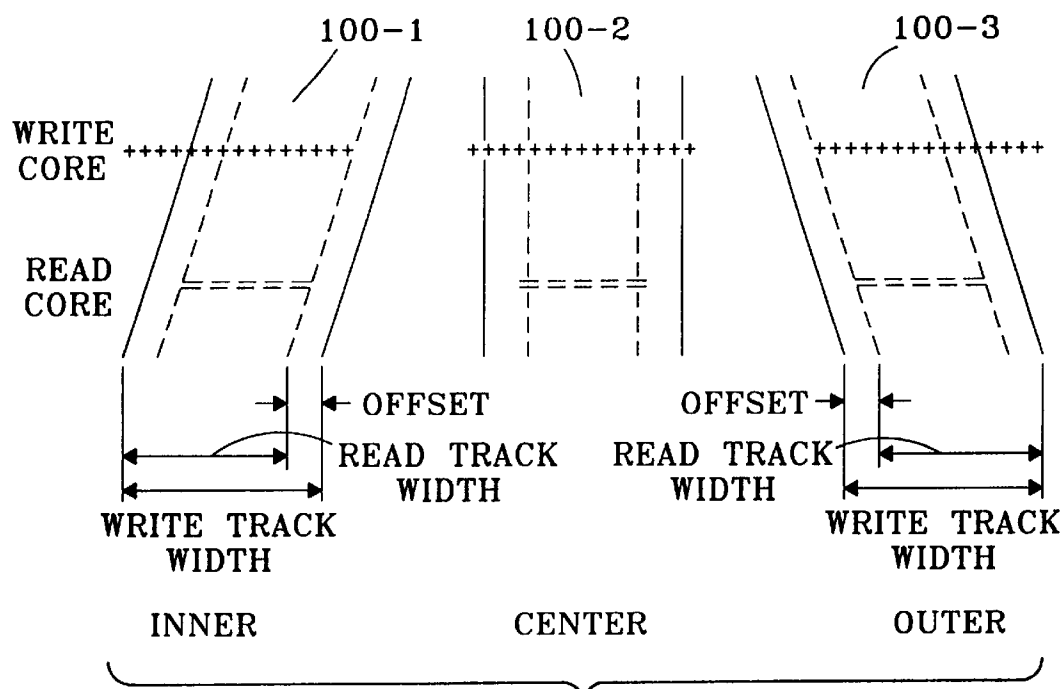 100-1 100-2 100-3
WRITE
CORE
READ
CORE
OFFSET OFFSET
READ TRACK READ TRACK
WIDTH WIDTH
WRITE TRACK WRITE TRACK
WIDTH WIDTH
INNER CENTER OUTER